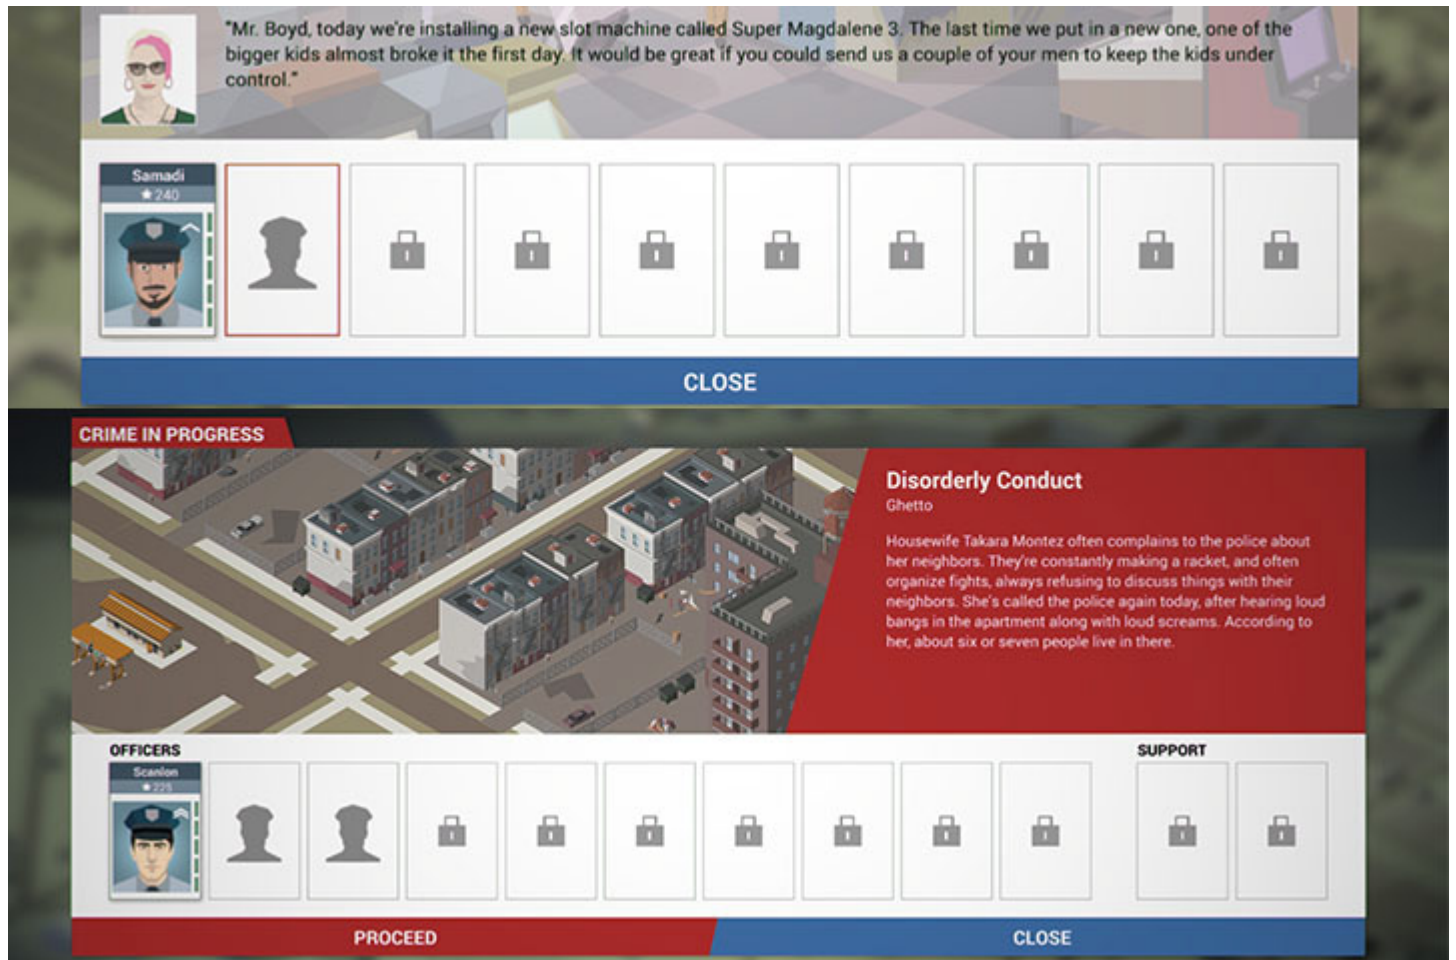 "Mr. Boyd, today we're installing a new slot machine called Super Magdalene 3. The last time we put in a new one, one of the
bigger kids almost broke it the first day. It would be great if you could send us a couple of your men to keep the kids under
control."
Samadi
★240
CLOSE
CRIME IN PROGRESS
Disorderly Conduct
Ghetto
Housewife Takara Montez often complains to the police about
her neighbors. They're constantly making a racket, and often
organize fights, always refusing to discuss things with their
neighbors. She's called the police again today, after hearing loud
bangs in the apartment along with loud screams. According to
her, about six or seven people live in there.
OFFICERS
SUPPORT
Scanlon
★225
PROCEED
CLOSE